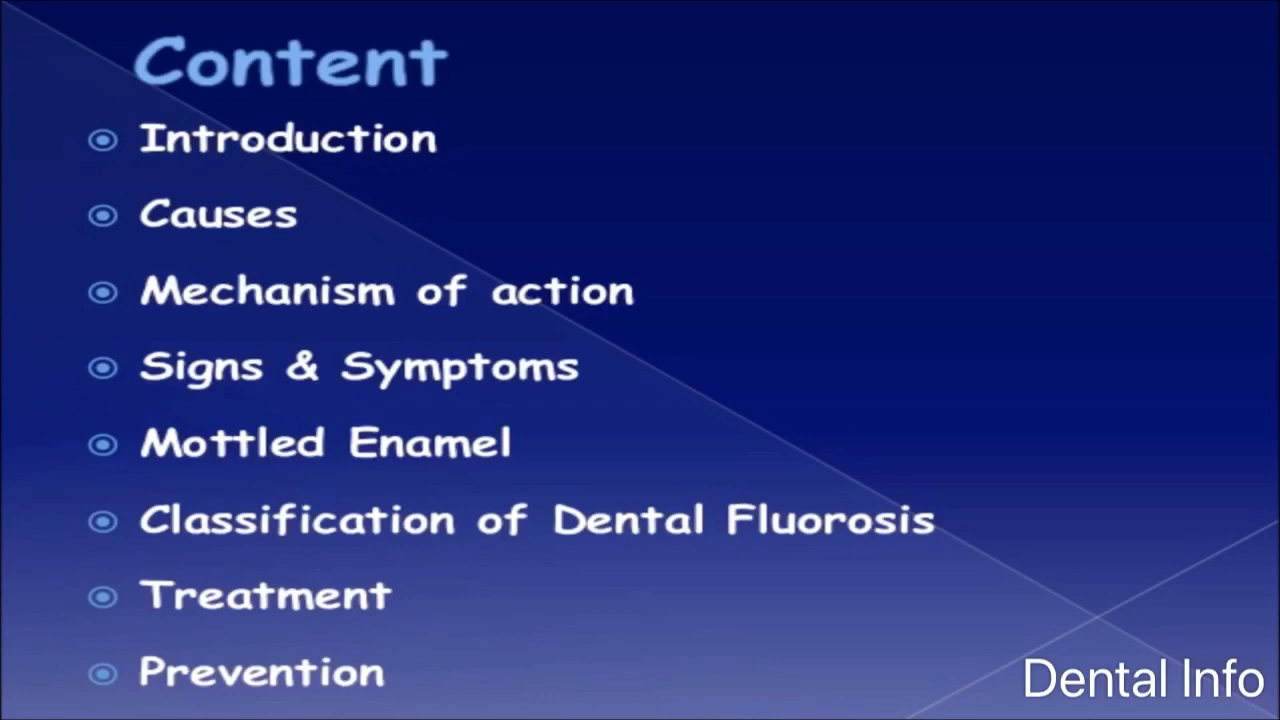 Content
Introduction
Causes
Mechanism of action
Signs & Symptoms
Mottled Enamel
Classification of Dental Fluorosis
Treatment
Prevention
Dental Info